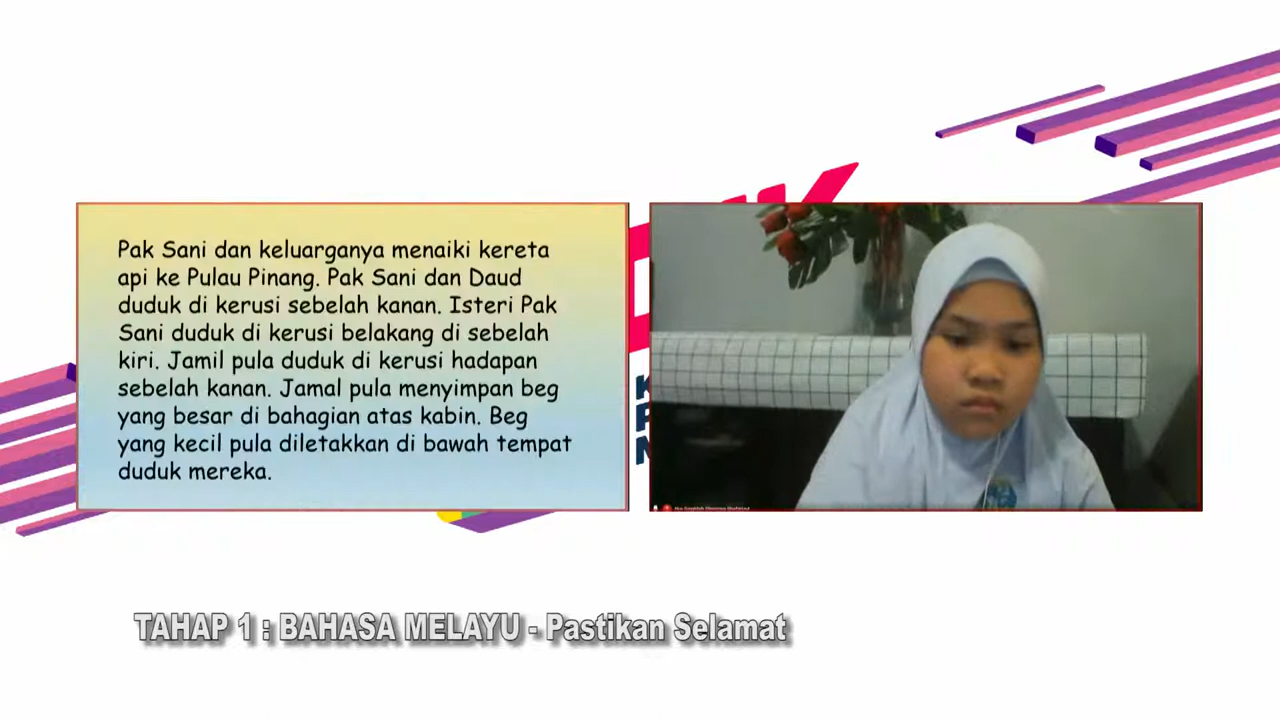 Pak Sani dan keluarganya menaiki kereta
api ke Pulau Pinang. Pak Sani dan Daud
duduk di kerusi sebelah kanan. Isteri Pak
Sani duduk di kerusi belakang di sebelah
kiri. Jamil pula duduk di kerusi hadapan
sebelah kanan. Jamal pula menyimpan beg
yang besar di bahagian atas kabin. Beg
yang kecil pula diletakkan di bawah tempat
duduk mereka.
TAHAP 1 : BAHASA MELAYU - Pastikan Selamat